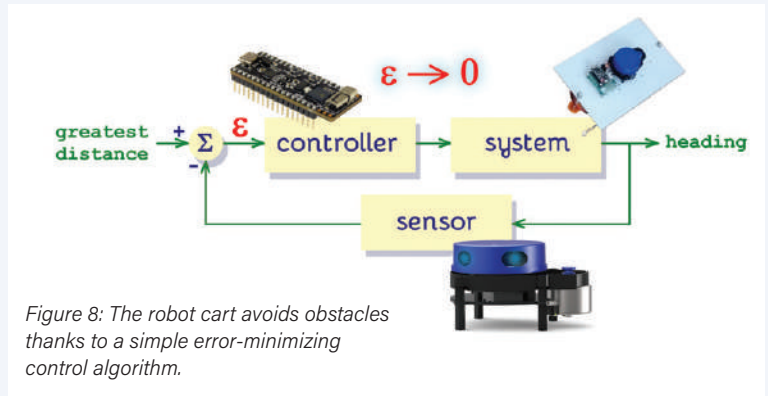 ε → 0
greatest
distance
+
-
Σ
ε
controller
system
heading
sensor
Figure 8: The robot cart avoids obstacles
thanks to a simple error-minimizing
control algorithm.